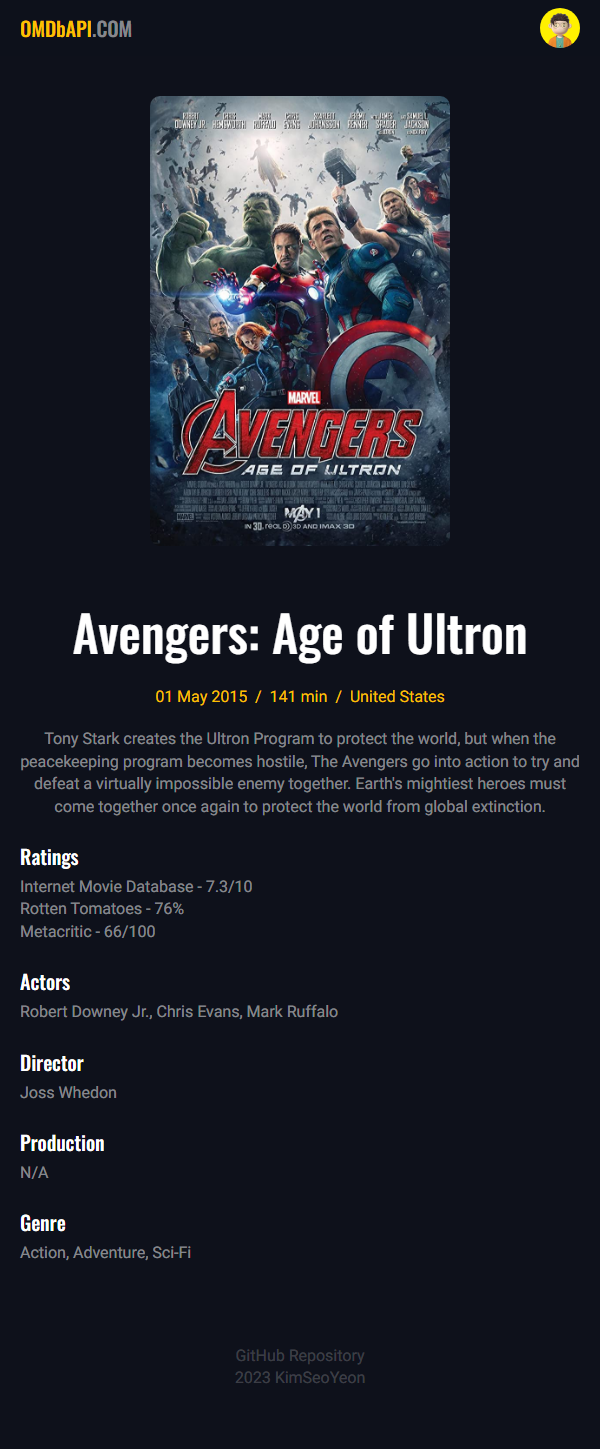 OMDbAPI.COM
ROBERT DOWNEY JR. CHRIS HEMSWORTH MARK RUFFALO CHRIS EVANS SCARLETT JOHANSSON JEREMY RENNER JAMES SPADER SAMUEL L. JACKSON
MARVEL
AVENGERS
AGE OF ULTRON
MAY 1
IN 3D, REAL D 3D AND IMAX 3D
Avengers: Age of Ultron
01 May 2015 / 141 min / United States
Tony Stark creates the Ultron Program to protect the world, but when the
peacekeeping program becomes hostile, The Avengers go into action to try and
defeat a virtually impossible enemy together. Earth's mightiest heroes must
come together once again to protect the world from global extinction.
Ratings
Internet Movie Database - 7.3/10
Rotten Tomatoes - 76%
Metacritic - 66/100
Actors
Robert Downey Jr., Chris Evans, Mark Ruffalo
Director
Joss Whedon
Production
N/A
Genre
Action, Adventure, Sci-Fi
GitHub Repository
2023 KimSeoYeon